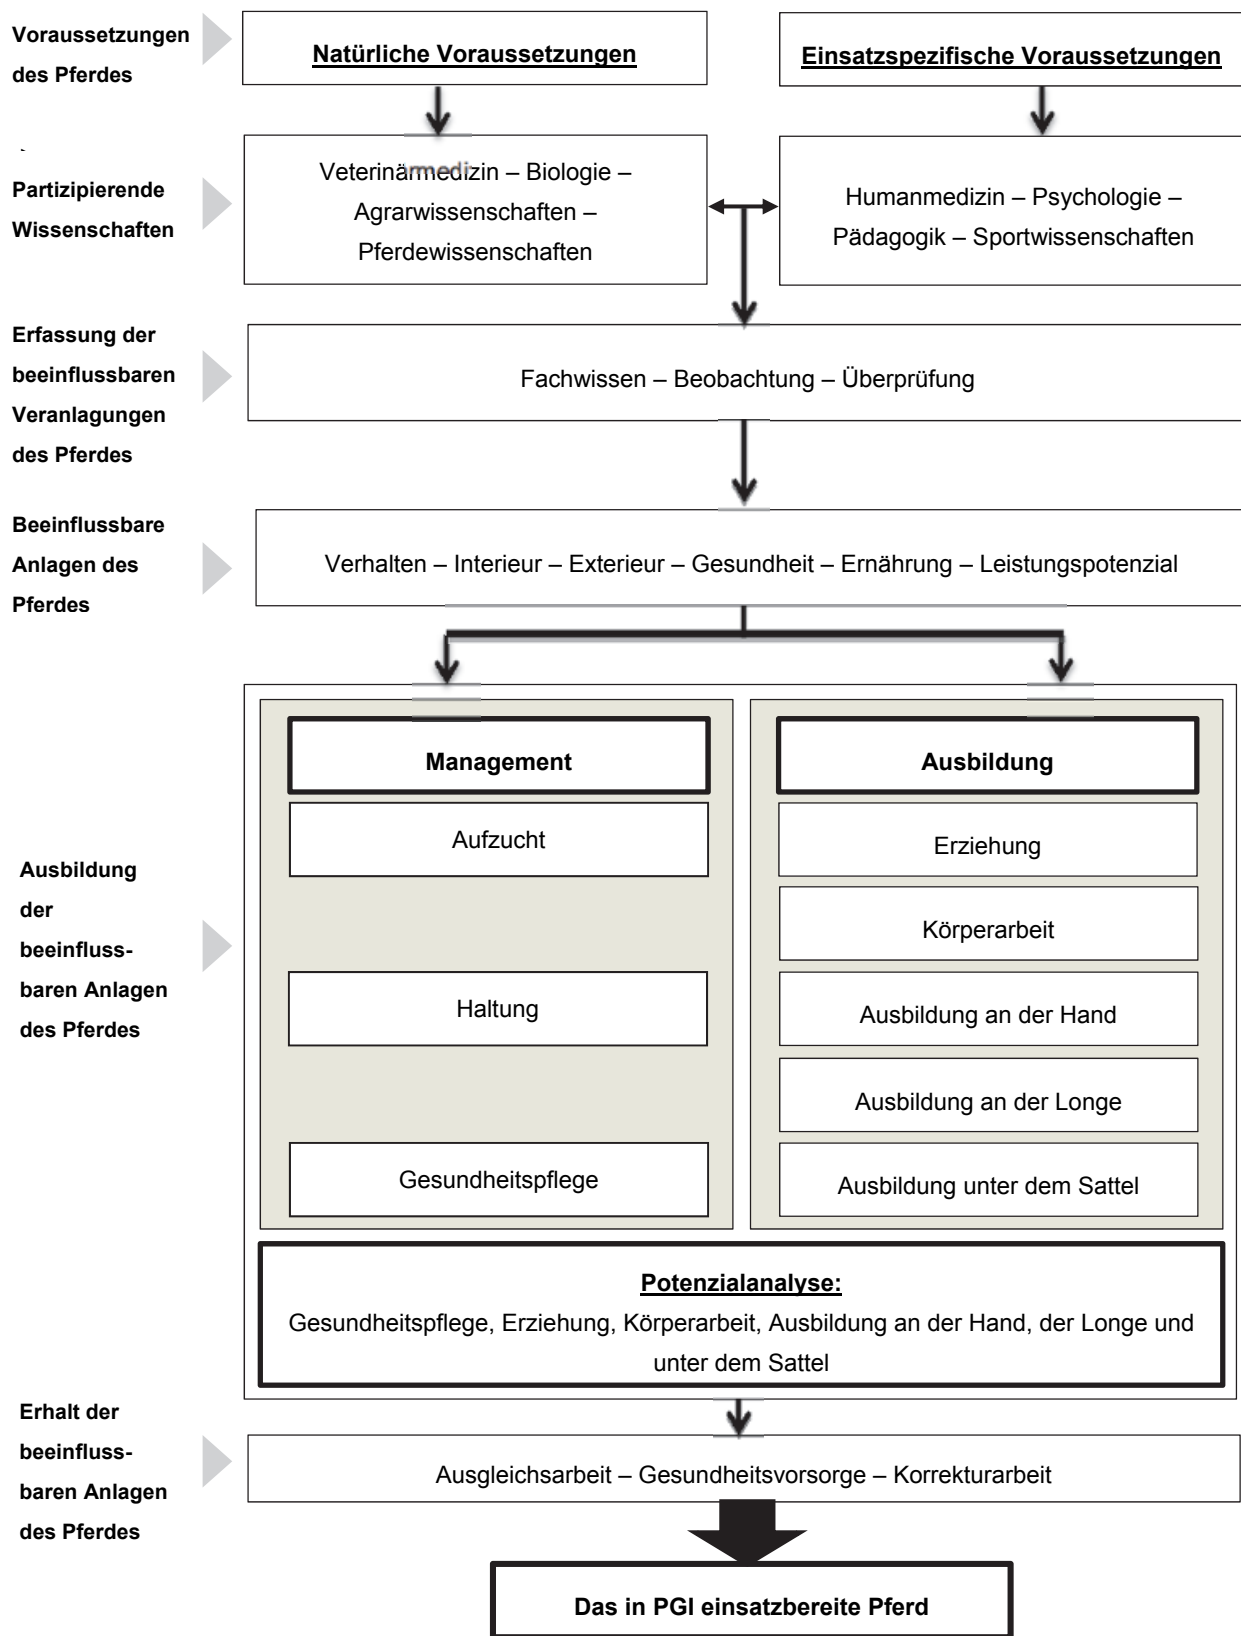 Voraussetzungen
des Pferdes
Natürliche Voraussetzungen
Einsatzspezifische Voraussetzungen
Partizipierende
Wissenschaften
Veterinärmedizin – Biologie –
Agrarwissenschaften –
Pferdewissenschaften
Humanmedizin – Psychologie –
Pädagogik – Sportwissenschaften
Erfassung der
beeinflussbaren
Veranlagungen
des Pferdes
Fachwissen – Beobachtung – Überprüfung
Beeinflussbare
Anlagen des
Pferdes
Verhalten – Interieur – Exterieur – Gesundheit – Ernährung – Leistungspotenzial
Ausbildung
der
beeinfluss-
baren Anlagen
des Pferdes
Management
Aufzucht
Haltung
Gesundheitspflege
Ausbildung
Erziehung
Körperarbeit
Ausbildung an der Hand
Ausbildung an der Longe
Ausbildung unter dem Sattel
Potenzialanalyse:
Gesundheitspflege, Erziehung, Körperarbeit, Ausbildung an der Hand, der Longe und
unter dem Sattel
Erhalt der
beeinfluss-
baren Anlagen
des Pferdes
Ausgleichsarbeit – Gesundheitsvorsorge – Korrekturarbeit
Das in PGI einsatzbereite Pferd